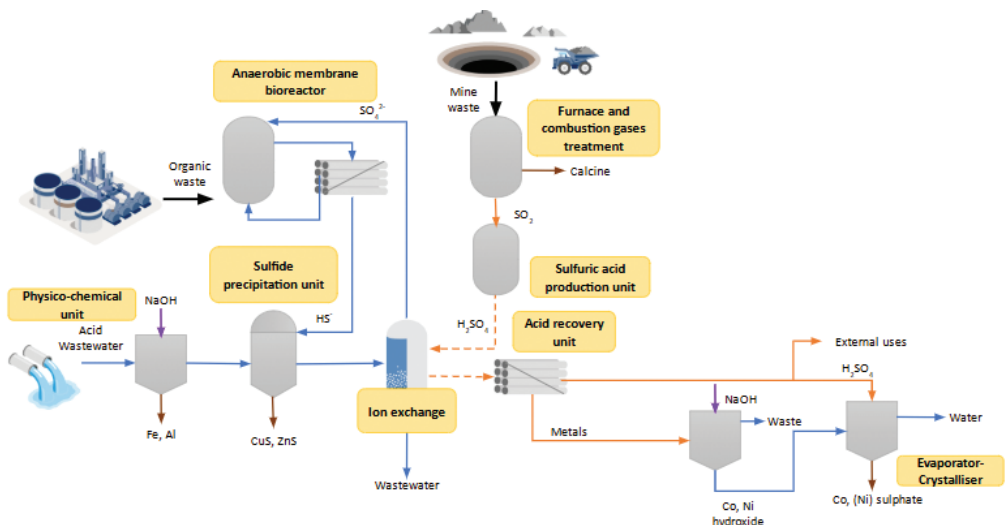 Anaerobic membrane
bioreactor
SO₄²⁻
Mine
waste
Furnace and
combustion gases
treatment
Organic
waste
Calcine
SO₂
Sulfide
precipitation unit
Sulfuric acid
production unit
Physico-chemical
unit
NaOH
HS⁻
H₂SO₄
Acid recovery
unit
Acid
Wastewater
External uses
H₂SO₄
Ion exchange
NaOH
Waste
Water
Fe, Al
CuS, ZnS
Metals
Evaporator-
Crystalliser
Wastewater
Co, Ni
hydroxide
Co, (Ni) sulphate